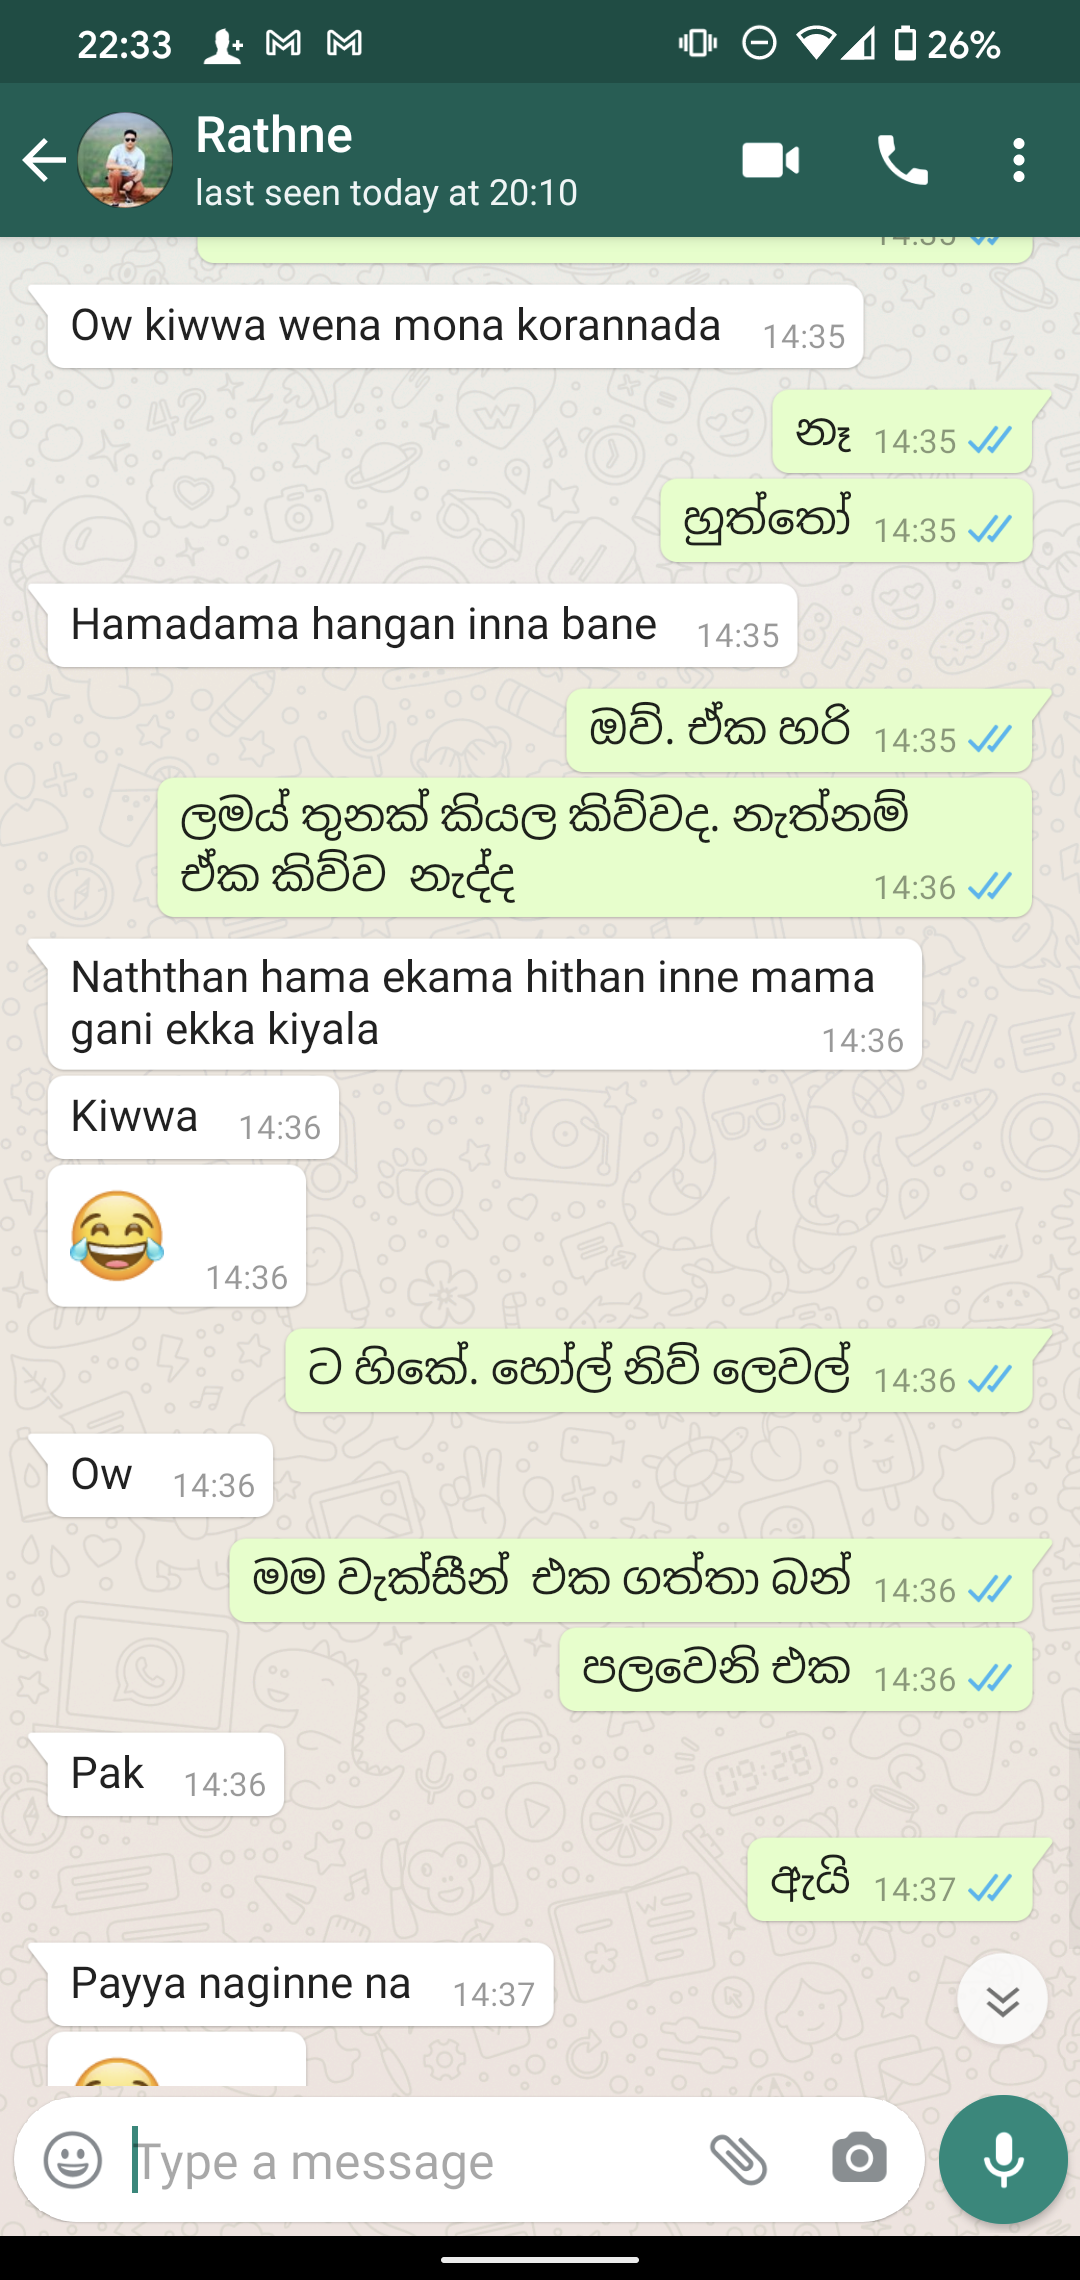 22:33 26%
Rathne
last seen today at 20:10
14:35
Ow kiwwa wena mona korannada 14:35
නෑ 14:35
හුත්තෝ 14:35
Hamadama hangan inna bane 14:35
ඔව්. ඒක හරි 14:35
ලමය් තුනක් කියල කිව්වද. නැත්නම්
ඒක කිව්ව නැද්ද 14:36
Naththan hama ekama hithan inne mama
gani ekka kiyala 14:36
Kiwwa 14:36
😂 14:36
ට හිකේ. හෝල් නිව් ලෙවල් 14:36
Ow 14:36
මම වැක්සීන් එක ගත්තා බන් 14:36
පලවෙනි එක 14:36
Pak 14:36
ඇයි 14:37
Payya naginne na 14:37
Type a message